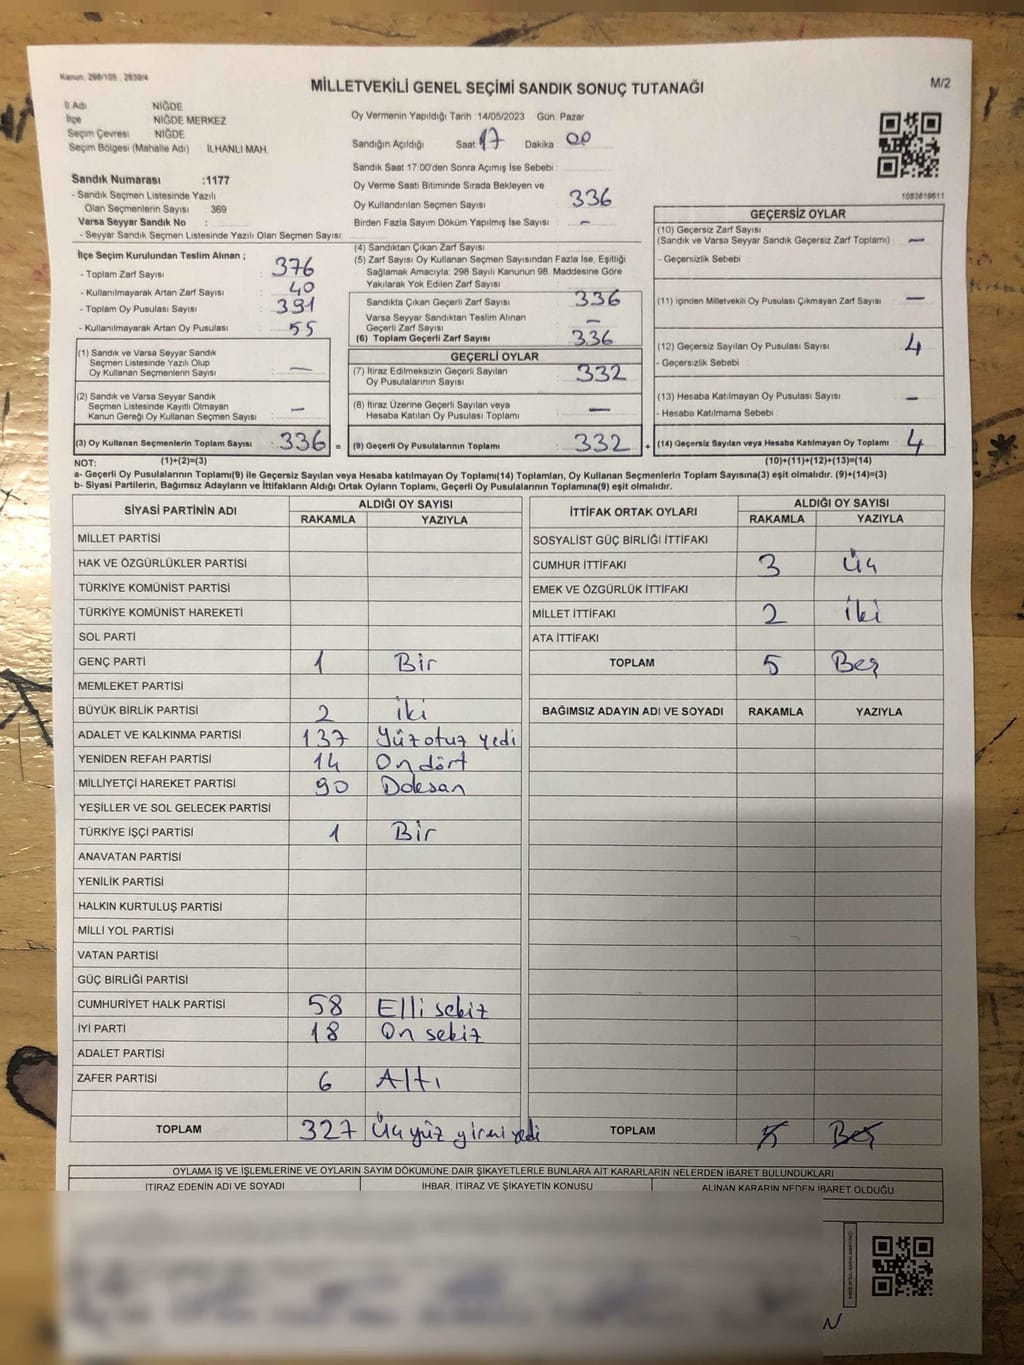 Kanun: 298/105 , 2839/4
MİLLETVEKİLİ GENEL SEÇİMİ SANDIK SONUÇ TUTANAĞI
M/2
İl Adı NİĞDE
İlçe NİĞDE MERKEZ
Seçim Çevresi NİĞDE
Seçim Bölgesi (Mahalle Adı) İLHANLI MAH.
Sandık Numarası :1177
- Sandık Seçmen Listesinde Yazılı
Olan Seçmenlerin Sayısı : 369
Varsa Seyyar Sandık No :
- Seyyar Sandık Seçmen Listesinde Yazılı Olan Seçmen Sayısı:
Oy Vermenin Yapıldığı Tarih :14/05/2023 Gün: Pazar
Sandığın Açıldığı Saat 17 Dakika 00
Sandık Saat 17:00'den Sonra Açımış İse Sebebi :
Oy Verme Saati Bitiminde Sırada Bekleyen ve
Oy Kullandırılan Seçmen Sayısı : 336
Birden Fazla Sayım Döküm Yapılmış İse Sayısı : -
1083819611
İlçe Seçim Kurulundan Teslim Alınan ;
- Toplam Zarf Sayısı : 376
- Kullanılmayarak Artan Zarf Sayısı : 40
- Toplam Oy Pusulası Sayısı : 391
- Kullanılmayarak Artan Oy Pusulası : 55
(1) Sandık ve Varsa Seyyar Sandık
Seçmen Listesinde Yazılı Olup
Oy Kullanan Seçmenlerin Sayısı : —
(2) Sandık ve Varsa Seyyar Sandık
Seçmen Listesinde Kayıtlı Olmayan
Kanun Gereği Oy Kullanan Seçmen Sayısı : -
(3) Oy Kullanan Seçmenlerin Toplam Sayısı : 336 =
(1)+(2)=(3)
(4) Sandıktan Çıkan Zarf Sayısı :
(5) Zarf Sayısı Oy Kullanan Seçmen Sayısından Fazla İse, Eşitliği
Sağlamak Amacıyla; 298 Sayılı Kanunun 98. Maddesine Göre
Yakılarak Yok Edilen Zarf Sayısı :
Sandıkta Çıkan Geçerli Zarf Sayısı : 336
Varsa Seyyar Sandıktan Teslim Alınan
Geçerli Zarf Sayısı : —
(6) Toplam Geçerli Zarf Sayısı : 336
GEÇERLİ OYLAR
(7) İtiraz Edilmeksizin Geçerli Sayılan
Oy Pusulalarının Sayısı : 332
(8) İtiraz Üzerine Geçerli Sayılan veya
Hesaba Katılan Oy Pusulası Toplamı : —
(9) Geçerli Oy Pusulalarının Toplamı : 332 +
GEÇERSİZ OYLAR
(10) Geçersiz Zarf Sayısı
(Sandık ve Varsa Seyyar Sandık Geçersiz Zarf Toplamı) : —
- Geçersizlik Sebebi :
(11) İçinden Milletvekili Oy Pusulası Çıkmayan Zarf Sayısı : —
(12) Geçersiz Sayılan Oy Pusulası Sayısı : 4
- Geçersizlik Sebebi :
(13) Hesaba Katılmayan Oy Pusulası Sayısı : -
- Hesaba Katılmama Sebebi :
(14) Geçersiz Sayılan veya Hesaba Katılmayan Oy Toplamı : 4
(10)+(11)+(12)+(13)=(14)
NOT:
a- Geçerli Oy Pusulalarının Toplamı(9) ile Geçersiz Sayılan veya Hesaba katılmayan Oy Toplamı(14) Toplamları, Oy Kullanan Seçmenlerin Toplam Sayısına(3) eşit olmalıdır. (9)+(14)=(3)
b- Siyasi Partilerin, Bağımsız Adayların ve İttifakların Aldığı Ortak Oyların Toplamı, Geçerli Oy Pusulalarının Toplamına(9) eşit olmalıdır.
SİYASİ PARTİNİN ADI ALDIĞI OY SAYISI
RAKAMLA YAZIYLA
MİLLET PARTİSİ
HAK VE ÖZGÜRLÜKLER PARTİSİ
TÜRKİYE KOMÜNİST PARTİSİ
TÜRKİYE KOMÜNİST HAREKETİ
SOL PARTİ
GENÇ PARTİ 1 Bir
MEMLEKET PARTİSİ
BÜYÜK BİRLİK PARTİSİ 2 İki
ADALET VE KALKINMA PARTİSİ 137 Yüz otuz yedi
YENİDEN REFAH PARTİSİ 14 On dört
MİLLİYETÇİ HAREKET PARTİSİ 90 Doksan
YEŞİLLER VE SOL GELECEK PARTİSİ
TÜRKİYE İŞÇİ PARTİSİ 1 Bir
ANAVATAN PARTİSİ
YENİLİK PARTİSİ
HALKIN KURTULUŞ PARTİSİ
MİLLİ YOL PARTİSİ
VATAN PARTİSİ
GÜÇ BİRLİĞİ PARTİSİ
CUMHURİYET HALK PARTİSİ 58 Elli sekiz
İYİ PARTİ 18 On sekiz
ADALET PARTİSİ
ZAFER PARTİSİ 6 Altı
TOPLAM 327 Üç yüz yirmi yedi
İTTİFAK ORTAK OYLARI ALDIĞI OY SAYISI
RAKAMLA YAZIYLA
SOSYALİST GÜÇ BİRLİĞİ İTTİFAKI
CUMHUR İTTİFAKI 3 Üç
EMEK VE ÖZGÜRLÜK İTTİFAKI
MİLLET İTTİFAKI 2 İki
ATA İTTİFAKI
TOPLAM 5 Beş
BAĞIMSIZ ADAYIN ADI VE SOYADI RAKAMLA YAZIYLA
TOPLAM 5 Beş
OYLAMA İŞ VE İŞLEMLERİNE VE OYLARIN SAYIM DÖKÜMÜNE DAİR ŞİKAYETLERLE BUNLARA AİT KARARLARIN NELERDEN İBARET BULUNDUKLARI
İTİRAZ EDENİN ADI VE SOYADI İHBAR, İTİRAZ VE ŞİKAYETİN KONUSU ALINAN KARARIN NEDEN İBARET OLDUĞU
N